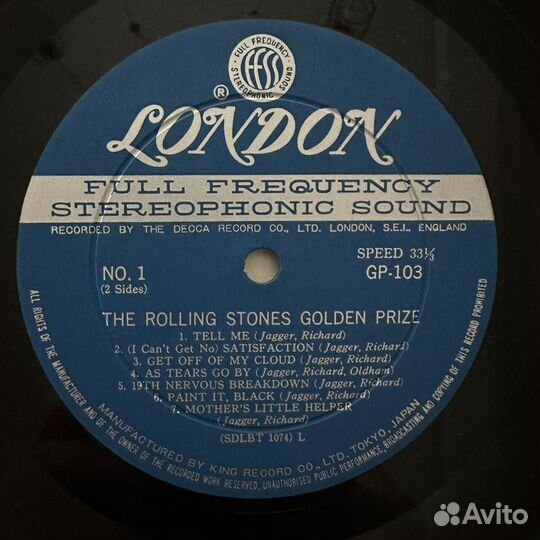 FULL FREQUENCY
FFSS
STEREOPHONIC SOUND
®
LONDON
FULL FREQUENCY
STEREOPHONIC SOUND
RECORDED BY THE DECCA RECORD CO., LTD. LONDON, S.E.I., ENGLAND
SPEED 33⅓
NO. 1
GP-103
(2 Sides)
THE ROLLING STONES GOLDEN PRIZE
1. TELL ME (Jagger, Richard)
2. (I Can't Get No) SATISFACTION (Jagger, Richard)
3. GET OFF OF MY CLOUD (Jagger, Richard)
4. AS TEARS GO BY (Jagger, Richard, Oldham)
5. 19TH NERVOUS BREAKDOWN (Jagger, Richard)
6. PAINT IT, BLACK (Jagger, Richard)
7. MOTHER'S LITTLE HELPER
(Jagger, Richard)
(SDLBT 1074) L
MANUFACTURED BY KING RECORD CO., LTD. TOKYO, JAPAN
ALL RIGHTS OF THE MANUFACTURER AND OF THE OWNER OF THE RECORDED WORK RESERVED, UNAUTHORISED PUBLIC PERFORMANCE, BROADCASTING AND COPYING OF THIS RECORD PROHIBITED
Avito